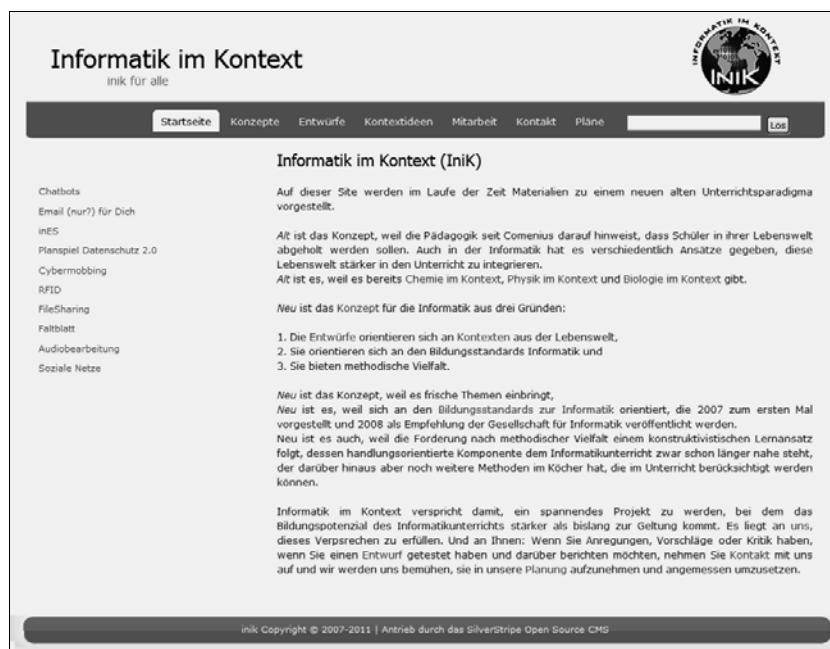 Informatik im Kontext
inik für alle
INFORMATIK IM KONTEXT
INIK
Startseite Konzepte Entwürfe Kontextideen Mitarbeit Kontakt Pläne Los
Chatbots
Email (nur?) für Dich
inES
Planspiel Datenschutz 2.0
Cybermobbing
RFID
FileSharing
Faltblatt
Audiobearbeitung
Soziale Netze
Informatik im Kontext (IniK)
Auf dieser Site werden im Laufe der Zeit Materialien zu einem neuen alten Unterrichtsparadigma
vorgestellt.
Alt ist das Konzept, weil die Pädagogik seit Comenius darauf hinweist, dass Schüler in ihrer Lebenswelt
abgeholt werden sollen. Auch in der Informatik hat es verschiedentlich Ansätze gegeben, diese
Lebenswelt stärker in den Unterricht zu integrieren.
Alt ist es, weil es bereits Chemie im Kontext, Physik im Kontext und Biologie im Kontext gibt.
Neu ist das Konzept für die Informatik aus drei Gründen:
1. Die Entwürfe orientieren sich an Kontexten aus der Lebenswelt,
2. Sie orientieren sich an den Bildungsstandards Informatik und
3. Sie bieten methodische Vielfalt.
Neu ist das Konzept, weil es frische Themen einbringt,
Neu ist es, weil sich an den Bildungsstandards zur Informatik orientiert, die 2007 zum ersten Mal
vorgestellt und 2008 als Empfehlung der Gesellschaft für Informatik veröffentlicht werden.
Neu ist es auch, weil die Forderung nach methodischer Vielfalt einem konstruktivistischen Lernansatz
folgt, dessen handlungsorientierte Komponente dem Informatikunterricht zwar schon länger nahe steht,
der darüber hinaus aber noch weitere Methoden im Köcher hat, die im Unterricht berücksichtigt werden
können.
Informatik im Kontext verspricht damit, ein spannendes Projekt zu werden, bei dem das
Bildungspotenzial des Informatikunterrichts stärker als bislang zur Geltung kommt. Es liegt an uns,
dieses Verpsrechen zu erfüllen. Und an Ihnen: Wenn Sie Anregungen, Vorschläge oder Kritik haben,
wenn Sie einen Entwurf getestet haben und darüber berichten möchten, nehmen Sie Kontakt mit uns
auf und wir werden uns bemühen, sie in unsere Planung aufzunehmen und angemessen umzusetzen.
inik Copyright © 2007-2011 | Antrieb durch das SilverStripe Open Source CMS